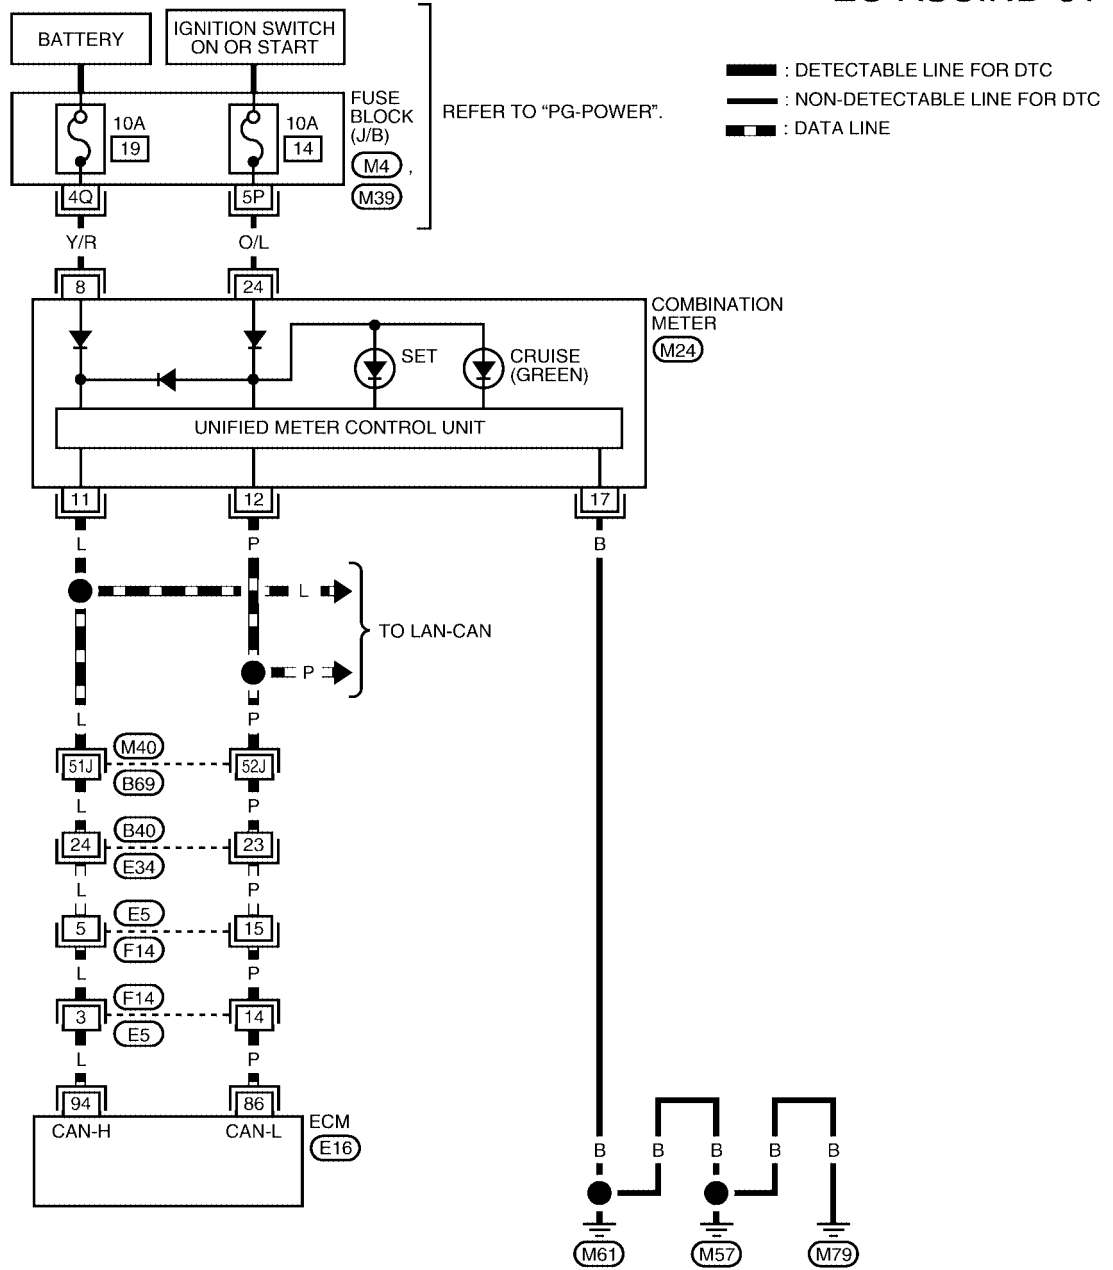 BATTERY
IGNITION SWITCH
ON OR START
: DETECTABLE LINE FOR DTC
: NON-DETECTABLE LINE FOR DTC
: DATA LINE
10A
19
10A
14
FUSE
BLOCK
(J/B)
M4 ,
M39
REFER TO “PG-POWER”.
4Q
5P
Y/R
O/L
8
24
COMBINATION
METER
M24
SET
CRUISE
(GREEN)
UNIFIED METER CONTROL UNIT
11
12
17
L
P
B
L
P
TO LAN-CAN
L
P
51J
M40
B69
52J
L
P
24
B40
E34
23
L
P
5
E5
F14
15
L
P
3
F14
E5
14
L
P
94
86
CAN-H
CAN-L
ECM
E16
B
B
B
B
B
M61
M57
M79